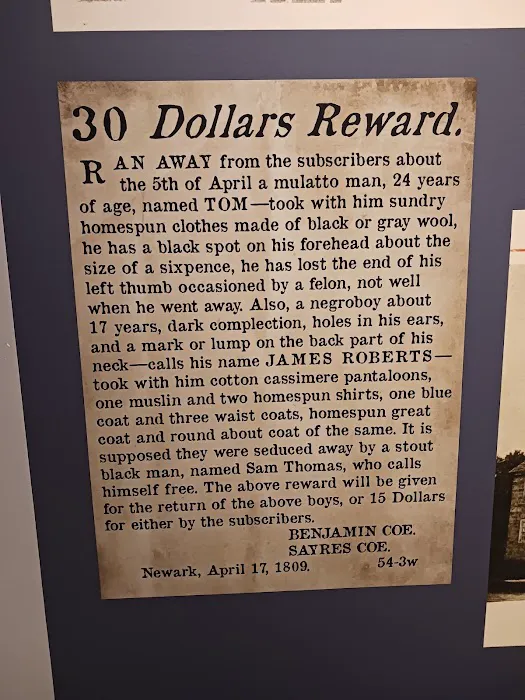 30 Dollars Reward.
RAN AWAY from the subscribers about
the 5th of April a mulatto man, 24 years
of age, named TOM—took with him sundry
homespun clothes made of black or gray wool,
he has a black spot on his forehead about the
size of a sixpence, he has lost the end of his
left thumb occasioned by a felon, not well
when he went away. Also, a negroboy about
17 years, dark complection, holes in his ears,
and a mark or lump on the back part of his
neck—calls his name JAMES ROBERTS—
took with him cotton cassimere pantaloons,
one muslin and two homespun shirts, one blue
coat and three waist coats, homespun great
coat and round about coat of the same. It is
supposed they were seduced away by a stout
black man, named Sam Thomas, who calls
himself free. The above reward will be given
for the return of the above boys, or 15 Dollars
for either by the subscribers.
BENJAMIN COE.
SAYRES COE.
Newark, April 17, 1809. 54-3w